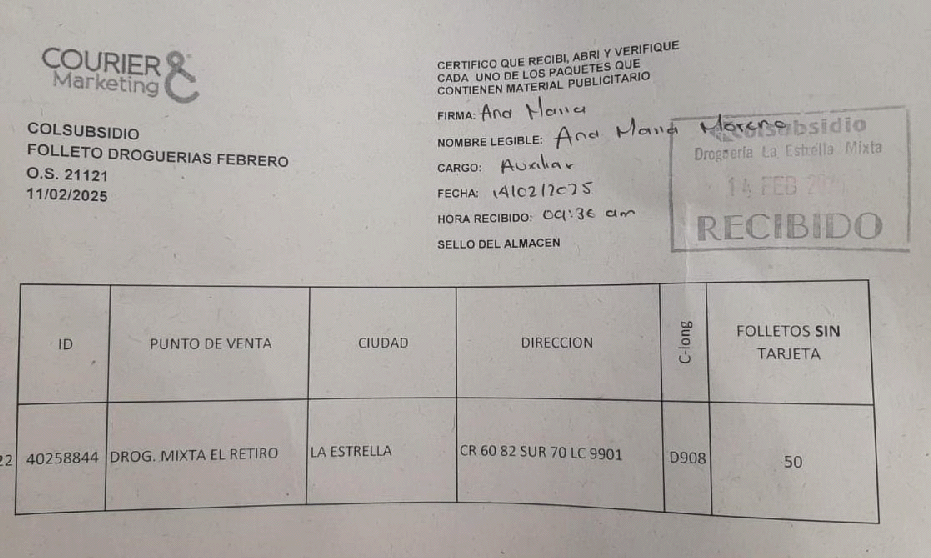 COURIER &
Marketing
COLSUBSIDIO
FOLLETO DROGUERIAS FEBRERO
O.S. 21121
11/02/2025
CERTIFICO QUE RECIBI, ABRI Y VERIFIQUE
CADA UNO DE LOS PAQUETES QUE
CONTIENEN MATERIAL PUBLICITARIO
FIRMA: Ana Maria
NOMBRE LEGIBLE: Ana Maria Moreno
CARGO: Auxiliar
FECHA: 14/02/2025
HORA RECIBIDO: 09:36 am
SELLO DEL ALMACEN
Colsubsidio
Drogueria La Estrella Mixta
14 FEB
RECIBIDO
ID PUNTO DE VENTA CIUDAD DIRECCION C-long FOLLETOS SIN TARJETA
22 40258844 DROG. MIXTA EL RETIRO LA ESTRELLA CR 60 82 SUR 70 LC 9901 D908 50